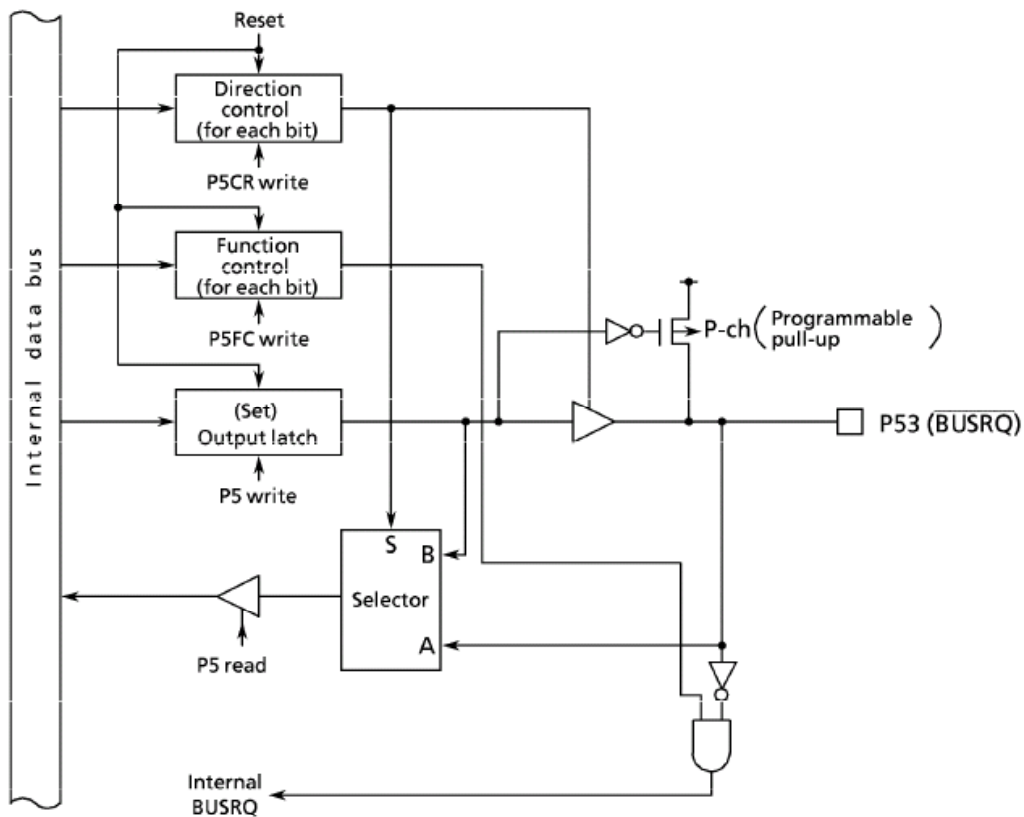 Reset
Direction
control
(for each bit)
P5CR write
Function
control
(for each bit)
P5FC write
Internal data bus
P-ch (Programmable
pull-up)
(Set)
Output latch
P53 (BUSRQ)
P5 write
S
B
Selector
A
P5 read
Internal
BUSRQ